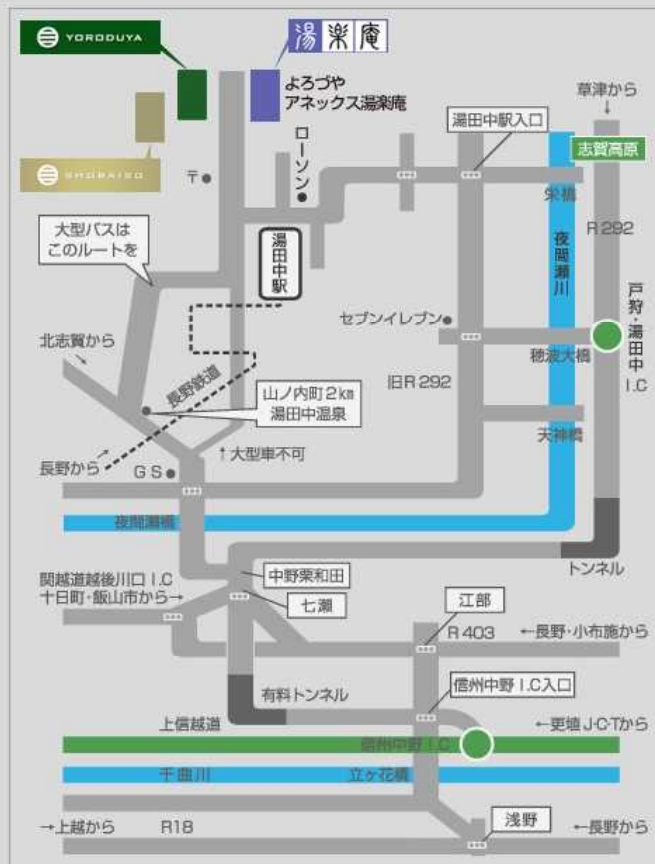 YORODUYA
湯楽庵
よろづや
アネックス湯楽庵
SHORAISO
〒
ローソン
湯田中駅入口
草津から
↓
志賀高原
栄橋
R292
夜間瀬川
大型バスは
このルートを
湯田中駅
戸狩・湯田中I.C
セブンイレブン
穂波大橋
北志賀から
長野鉄道
旧R292
山ノ内町2㎞
湯田中温泉
天神橋
↑大型車不可
長野から
GS
夜間瀬橋
トンネル
中野栗和田
関越道越後川口I.C
十日町・飯山市から→
七瀬
江部
R403
←長野・小布施から
有料トンネル
信州中野I.C入口
上信越道
←更埴J・C・Tから
信州中野I.C
千曲川
立ヶ花橋
浅野
→上越から
R18
←長野から